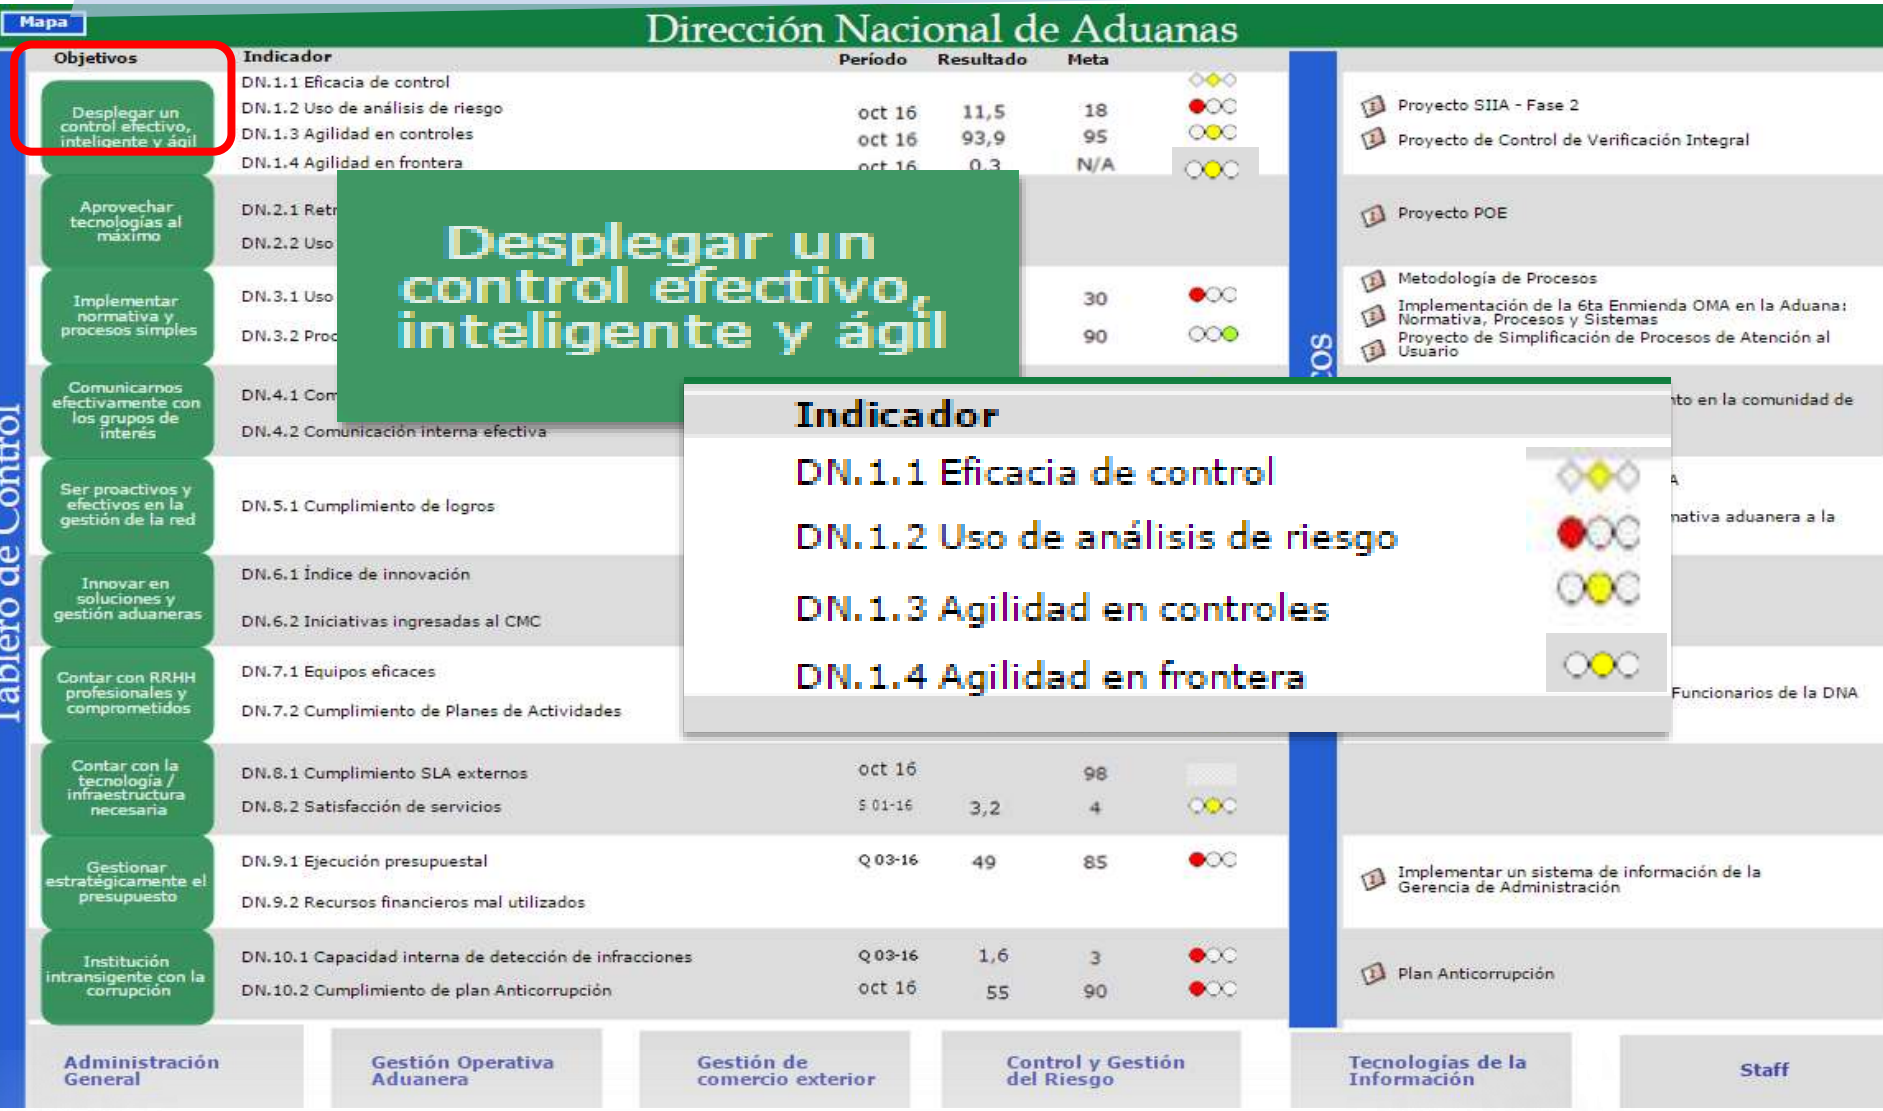 Mapa
Dirección Nacional de Aduanas
Objetivos Indicador Período Resultado Meta
Desplegar un
control efectivo,
inteligente y ágil
DN.1.1 Eficacia de control
DN.1.2 Uso de análisis de riesgo oct 16 11,5 18
DN.1.3 Agilidad en controles oct 16 93,9 95
DN.1.4 Agilidad en frontera oct 16 0,3 N/A
Proyecto SIIA - Fase 2
Proyecto de Control de Verificación Integral
Aprovechar
tecnologías al
máximo
DN.2.1
DN.2.2 Uso
Proyecto POE
Implementar
normativa y
procesos simples
DN.3.1 Uso 30
DN.3.2 90
Metodología de Procesos
Implementación de la 6ta Enmienda OMA en la Aduana:
Normativa, Procesos y Sistemas
Proyecto de Simplificación de Procesos de Atención al
Usuario
Desplegar un
control efectivo,
inteligente y ágil
Comunicarnos
efectivamente con
los grupos de
interés
DN.4.1
DN.4.2 Comunicación interna efectiva
en la comunidad de
Indicador
DN.1.1 Eficacia de control
DN.1.2 Uso de análisis de riesgo
DN.1.3 Agilidad en controles
DN.1.4 Agilidad en frontera
Ser proactivos y
efectivos en la
gestión de la red
DN.5.1 Cumplimiento de logros
aduanera a la
Innovar en
soluciones y
gestión aduaneras
DN.6.1 Índice de innovación
DN.6.2 Iniciativas ingresadas al CMC
Contar con RRHH
profesionales y
comprometidos
DN.7.1 Equipos eficaces
DN.7.2 Cumplimiento de Planes de Actividades
Funcionarios de la DNA
Contar con la
tecnología /
infraestructura
necesaria
DN.8.1 Cumplimiento SLA externos oct 16 98
DN.8.2 Satisfacción de servicios S 01-16 3,2 4
Gestionar
estratégicamente el
presupuesto
DN.9.1 Ejecución presupuestal Q 03-16 49 85
DN.9.2 Recursos financieros mal utilizados
Implementar un sistema de información de la
Gerencia de Administración
Institución
intransigente con la
corrupción
DN.10.1 Capacidad interna de detección de infracciones Q 03-16 1,6 3
DN.10.2 Cumplimiento de plan Anticorrupción oct 16 55 90
Plan Anticorrupción
Tablero de Control
Administración
General
Gestión Operativa
Aduanera
Gestión de
comercio exterior
Control y Gestión
del Riesgo
Tecnologías de la
Información
Staff